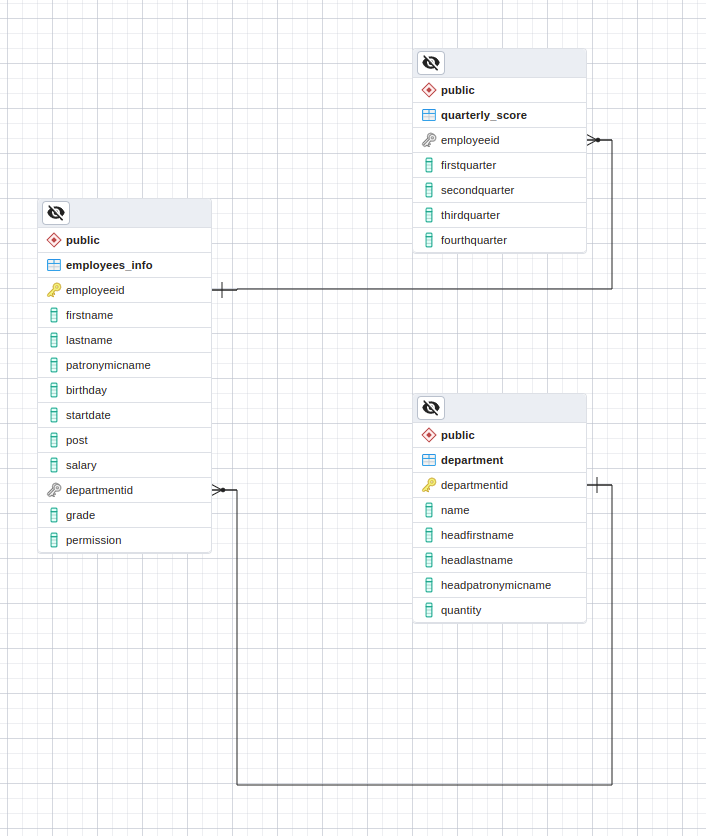 public
quarterly_score
employeeid
firstquarter
secondquarter
thirdquarter
fourthquarter
public
employees_info
employeeid
firstname
lastname
patronymicname
birthday
startdate
post
salary
departmentid
grade
permission
public
department
departmentid
name
headfirstname
headlastname
headpatronymicname
quantity